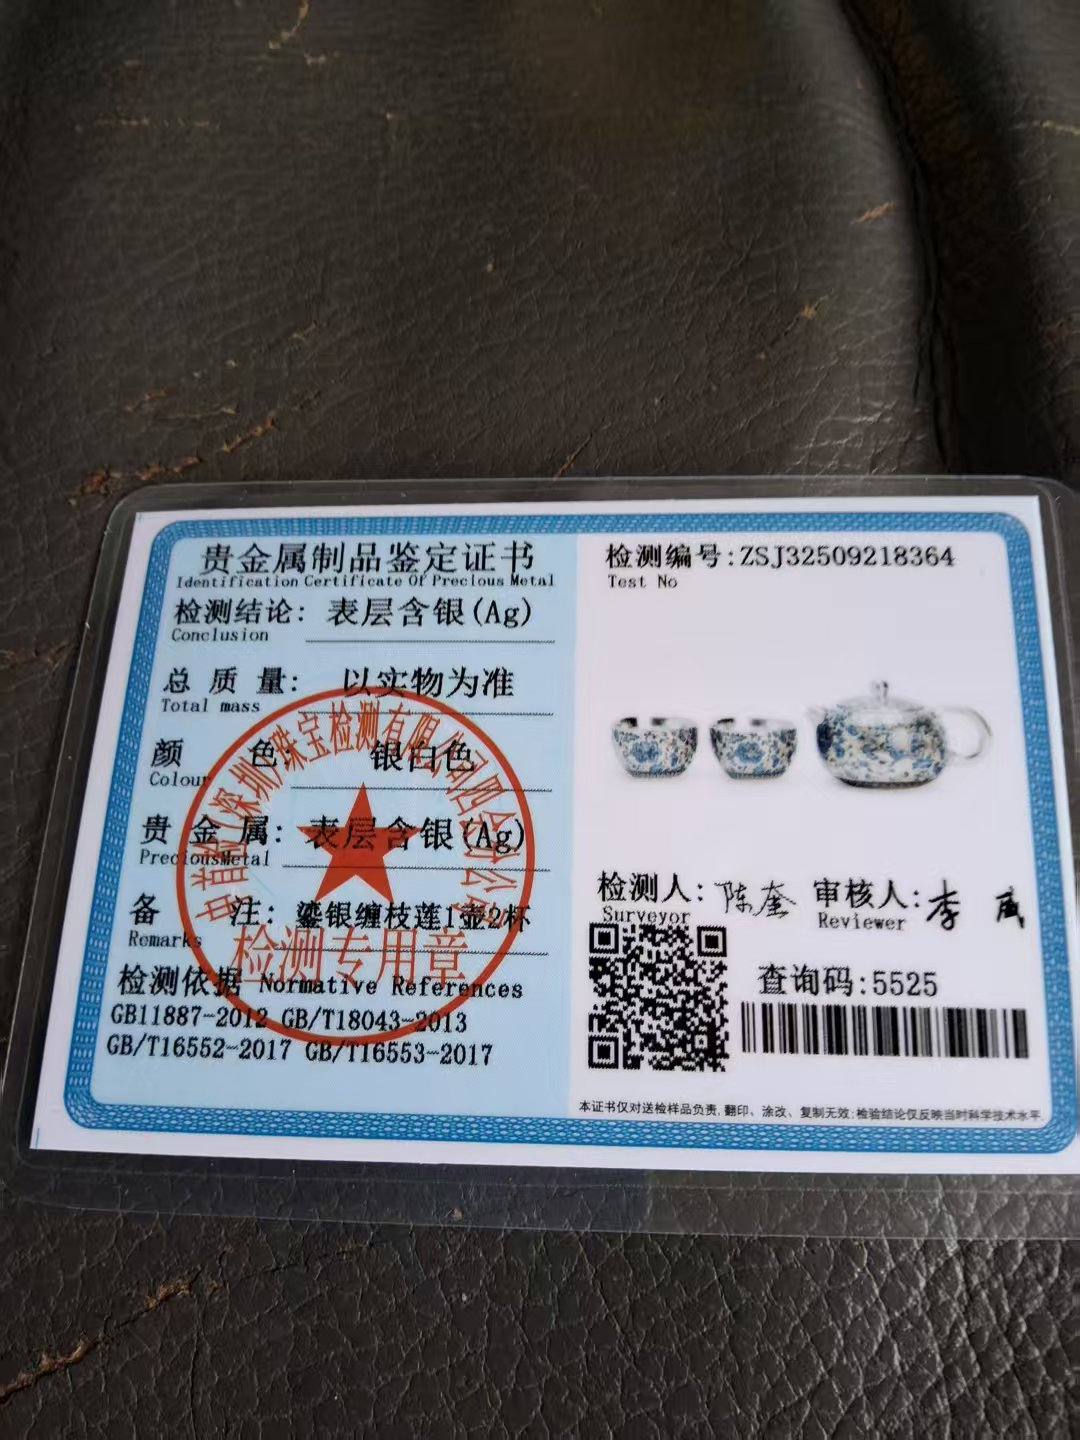 贵金属制品鉴定证书
Identification Certificate Of Precious Metal
检测结论: 表层含银(Ag)
Conclusion
总质量: 以实物为准
Total mass
颜色: 银白色
Colour
贵金属: 表层含银(Ag)
PreciousMetal
备注: 鎏银缠枝莲1壶2杯
Remarks
检测依据 Normative References
GB11887-2012 GB/T18043-2013
GB/T16552-2017 GB/T16553-2017
检测专用章
检测编号:ZSJ32509218364
Test No
检测人: 陈奎 审核人: 李
Surveyor Reviewer
查询码:5525
本证书仅对送检样品负责, 翻印、涂改、复制无效; 检验结论仅反映当时科学技术水平